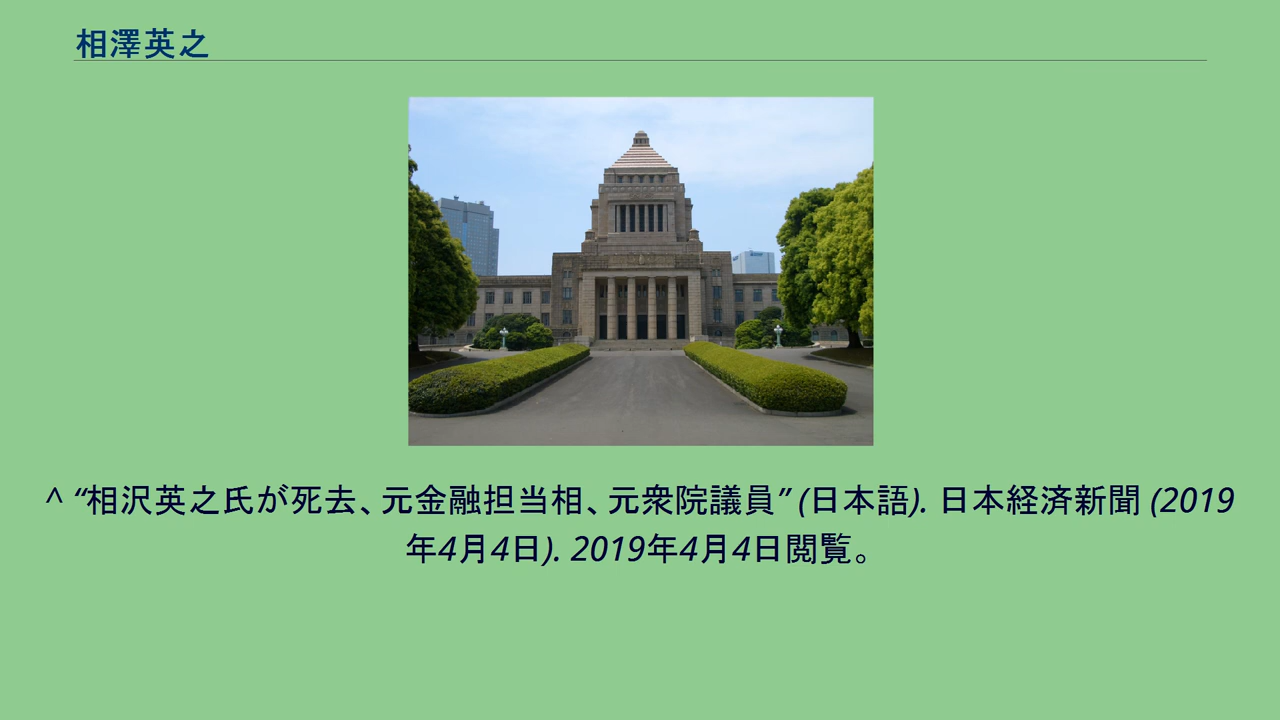 相澤英之
^ “相沢英之氏が死去、元金融担当相、元衆院議員” (日本語). 日本経済新聞 (2019
年4月4日). 2019年4月4日閲覧。